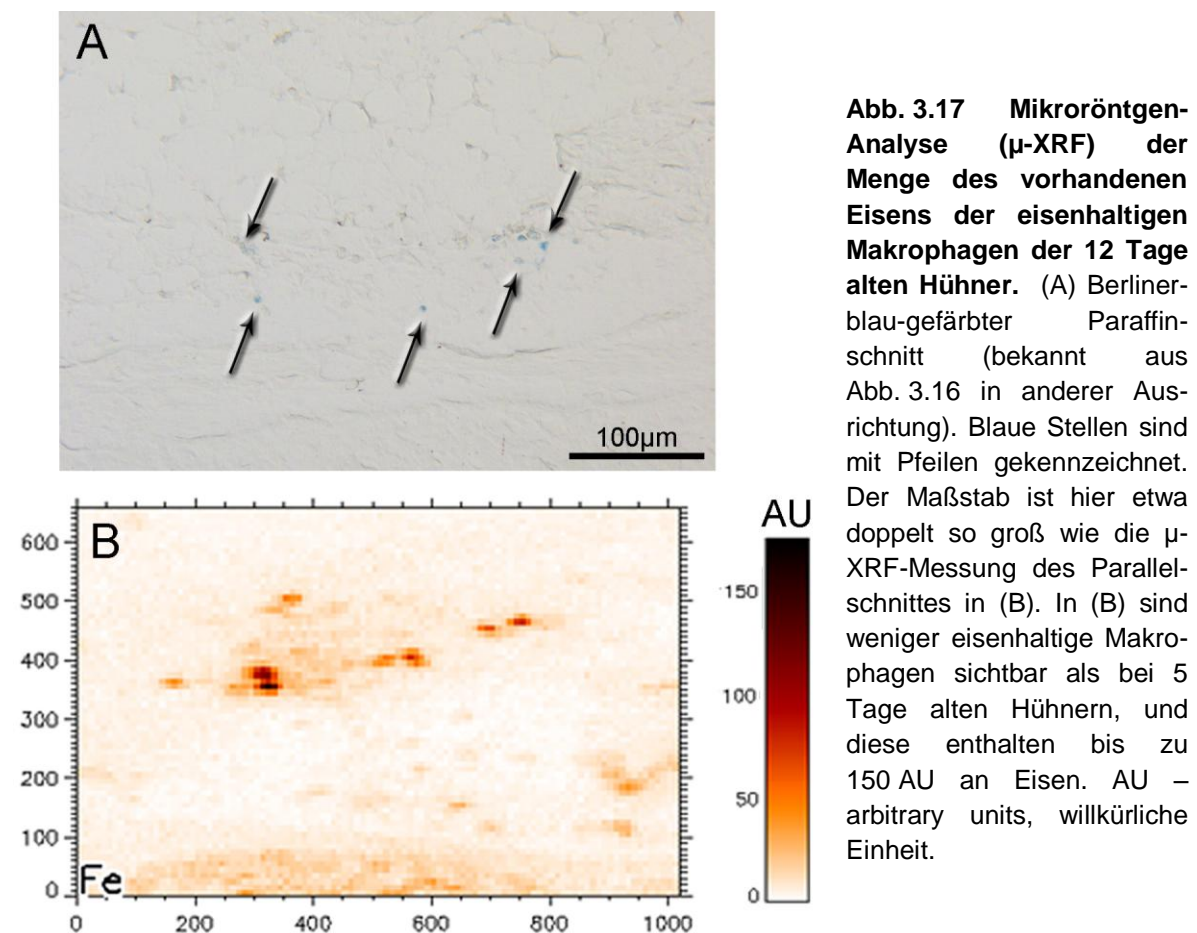 A
100µm
B
AU
600
500
400
300
200
100
0
Fe
0
200
400
600
800
1000
150
100
50
0
Abb. 3.17 Mikroröntgen-
Analyse (µ-XRF) der
Menge des vorhandenen
Eisens der eisenhaltigen
Makrophagen der 12 Tage
alten Hühner. (A) Berliner-
blau-gefärbter Paraffin-
schnitt (bekannt aus
Abb. 3.16 in anderer Aus-
richtung). Blaue Stellen sind
mit Pfeilen gekennzeichnet.
Der Maßstab ist hier etwa
doppelt so groß wie die µ-
XRF-Messung des Parallel-
schnittes in (B). In (B) sind
weniger eisenhaltige Makro-
phagen sichtbar als bei 5
Tage alten Hühnern, und
diese enthalten bis zu
150 AU an Eisen. AU –
arbitrary units, willkürliche
Einheit.